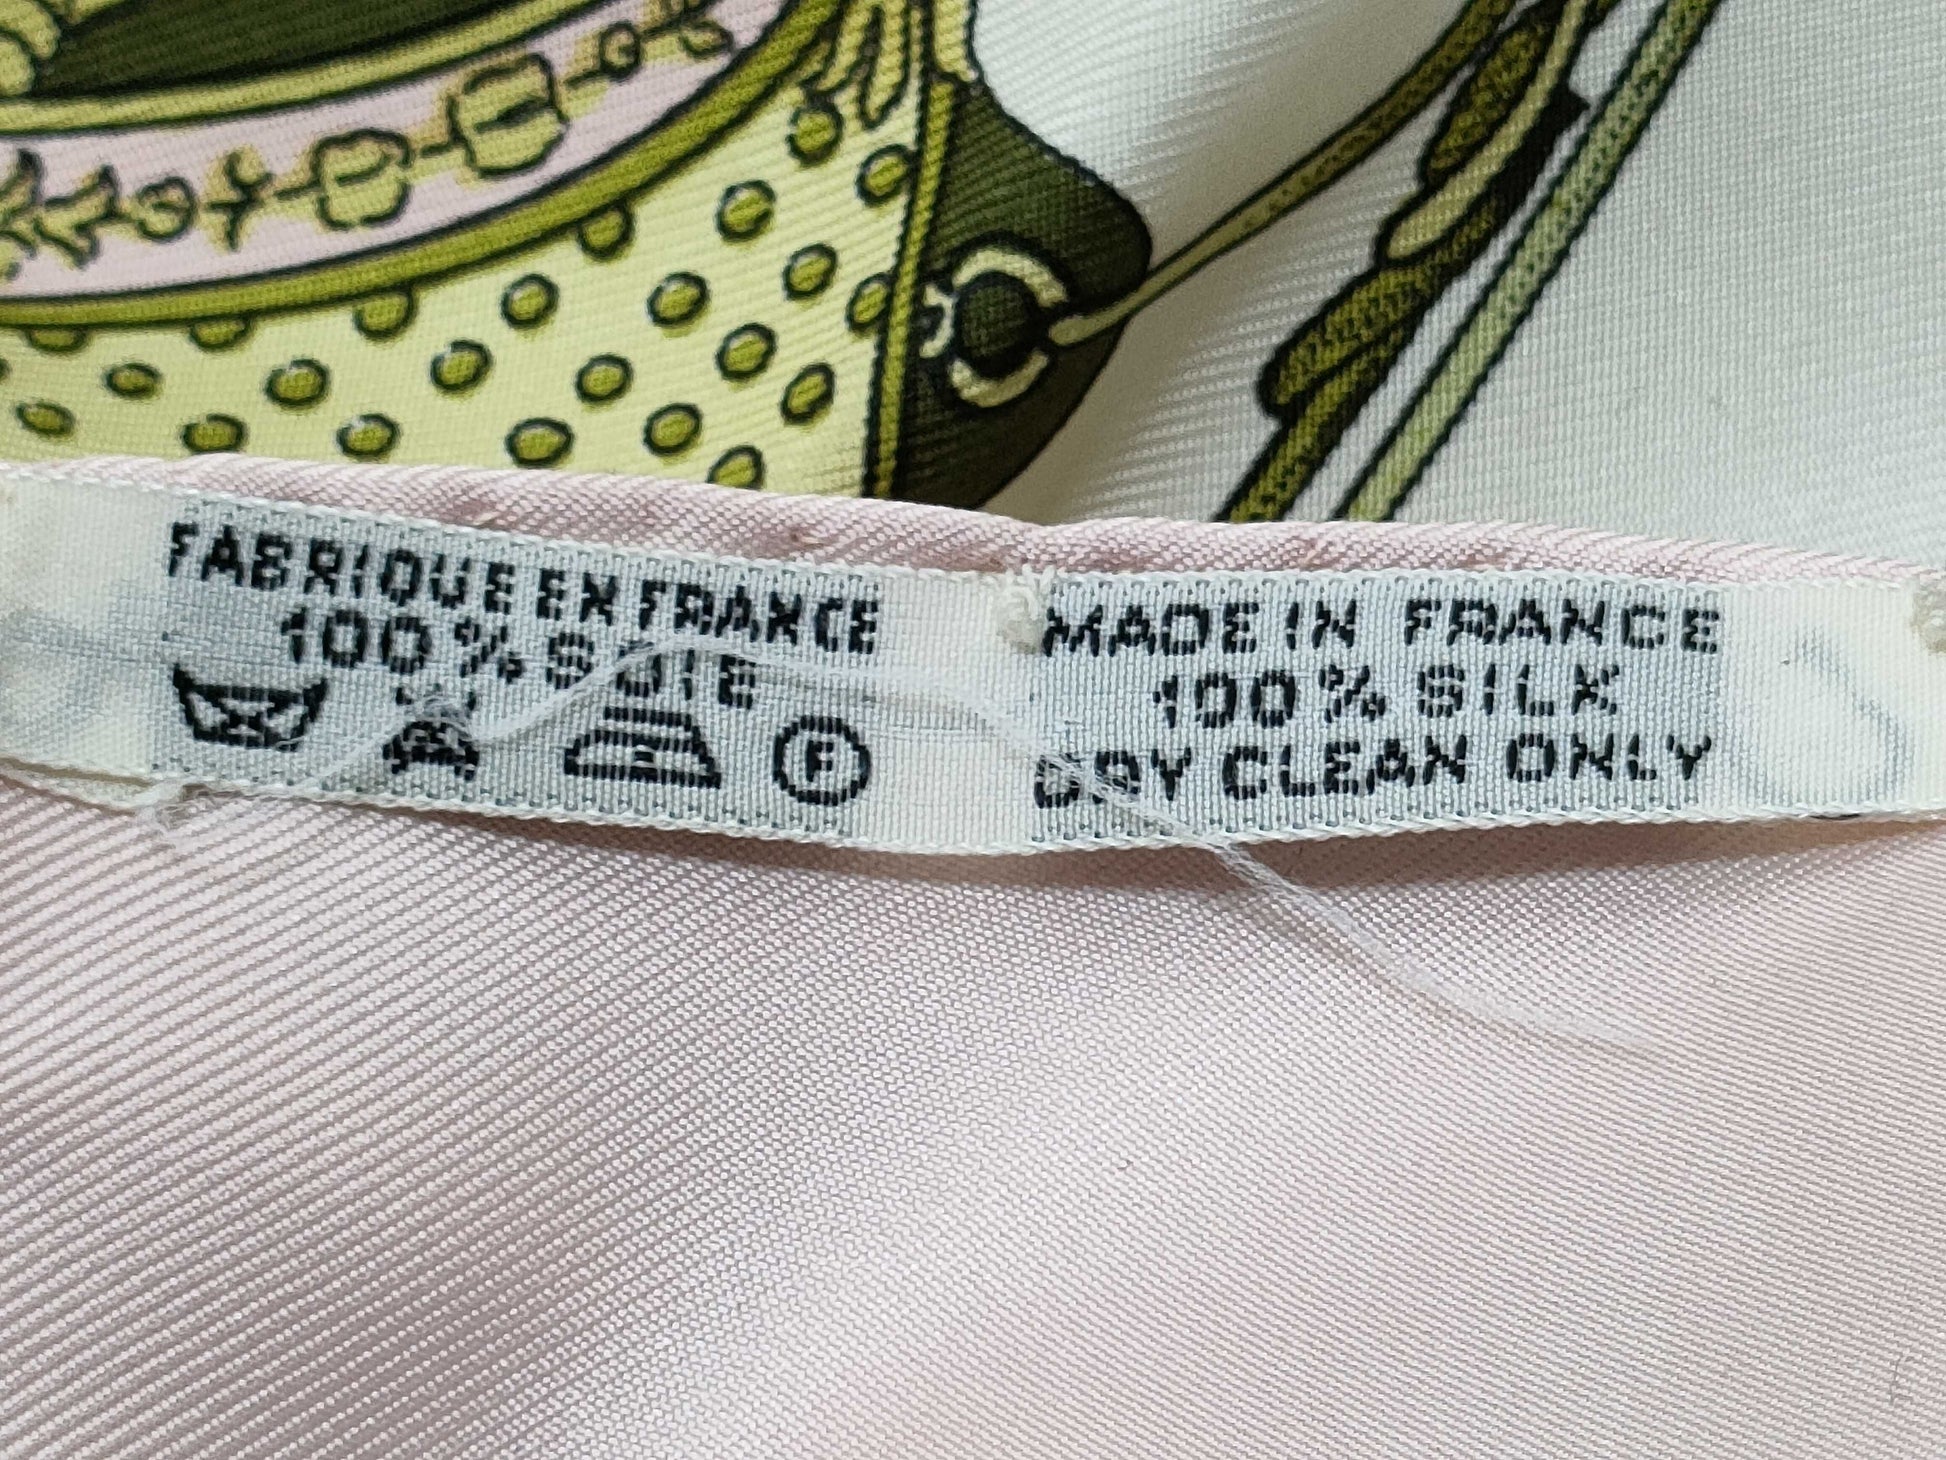 FABRIQUE EN FRANCE
100 % SOIE
F
MADE IN FRANCE
100 % SILK
DRY CLEAN ONLY